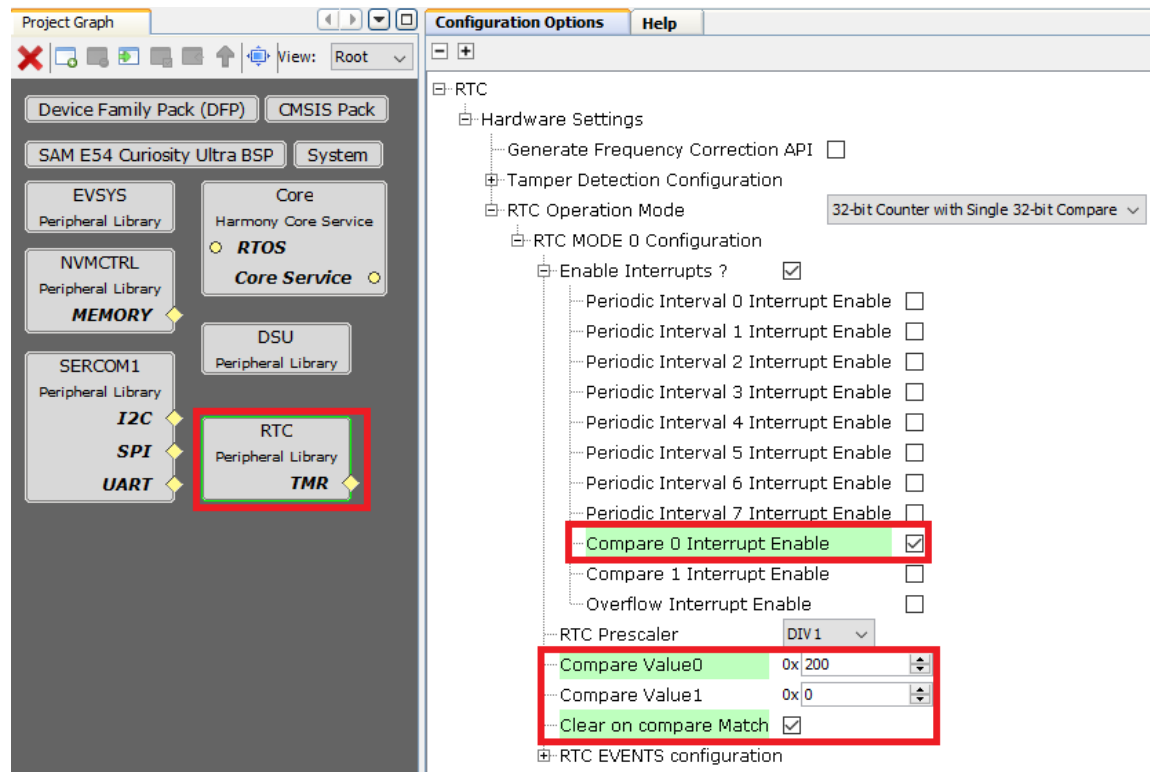 Project Graph
View: Root
Device Family Pack (DFP) CMSIS Pack
SAM E54 Curiosity Ultra BSP System
EVSYS
Peripheral Library
Core
Harmony Core Service
RTOS
Core Service
NVMCTRL
Peripheral Library
MEMORY
DSU
Peripheral Library
SERCOM1
Peripheral Library
I2C
SPI
UART
RTC
Peripheral Library
TMR
Configuration Options Help
RTC
Hardware Settings
Generate Frequency Correction API
Tamper Detection Configuration
RTC Operation Mode 32-bit Counter with Single 32-bit Compare
RTC MODE 0 Configuration
Enable Interrupts ?
Periodic Interval 0 Interrupt Enable
Periodic Interval 1 Interrupt Enable
Periodic Interval 2 Interrupt Enable
Periodic Interval 3 Interrupt Enable
Periodic Interval 4 Interrupt Enable
Periodic Interval 5 Interrupt Enable
Periodic Interval 6 Interrupt Enable
Periodic Interval 7 Interrupt Enable
Compare 0 Interrupt Enable
Compare 1 Interrupt Enable
Overflow Interrupt Enable
RTC Prescaler DIV1
Compare Value0 0x 200
Compare Value1 0x 0
Clear on compare Match
RTC EVENTS configuration